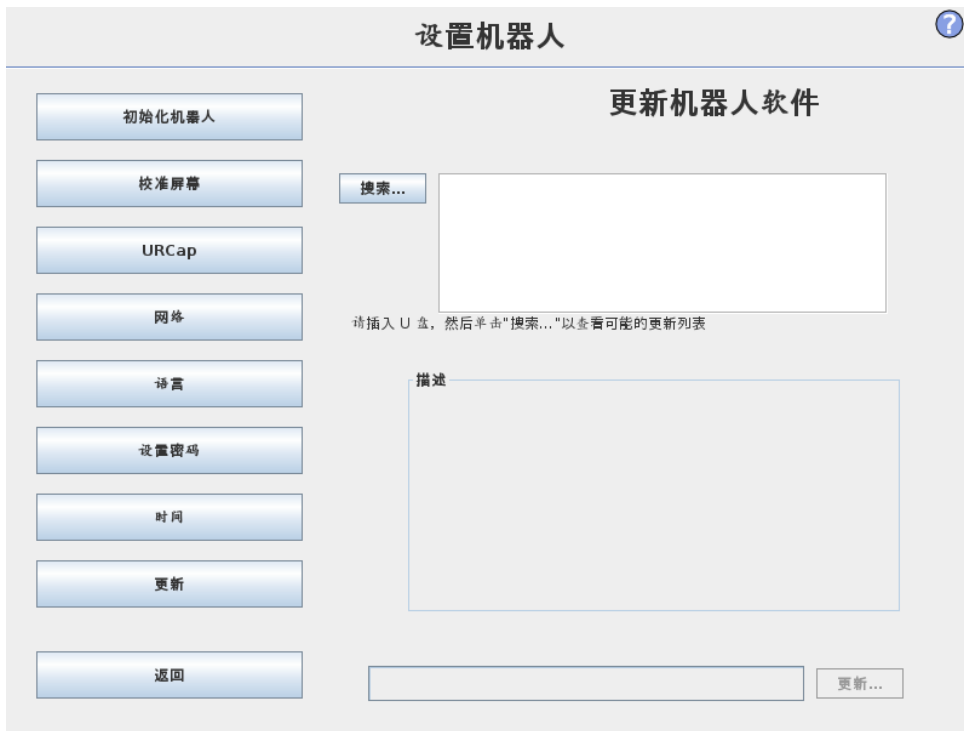 设置机器人
?
初始化机器人
校准屏幕
URCap
网络
语言
设置密码
时间
更新
返回
更新机器人软件
搜索...
请插入 U 盘，然后单击"搜索..."以查看可能的更新列表
描述
更新...